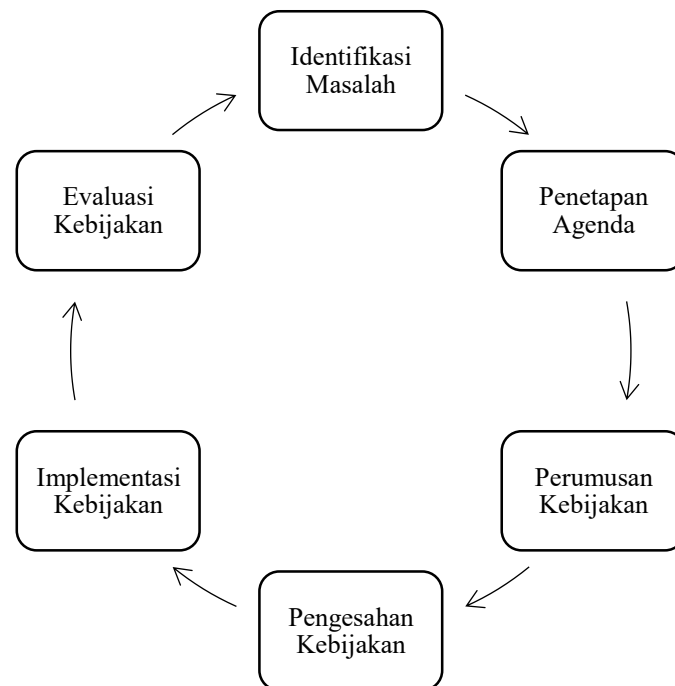 Identifikasi
Masalah
Penetapan
Agenda
Perumusan
Kebijakan
Pengesahan
Kebijakan
Implementasi
Kebijakan
Evaluasi
Kebijakan